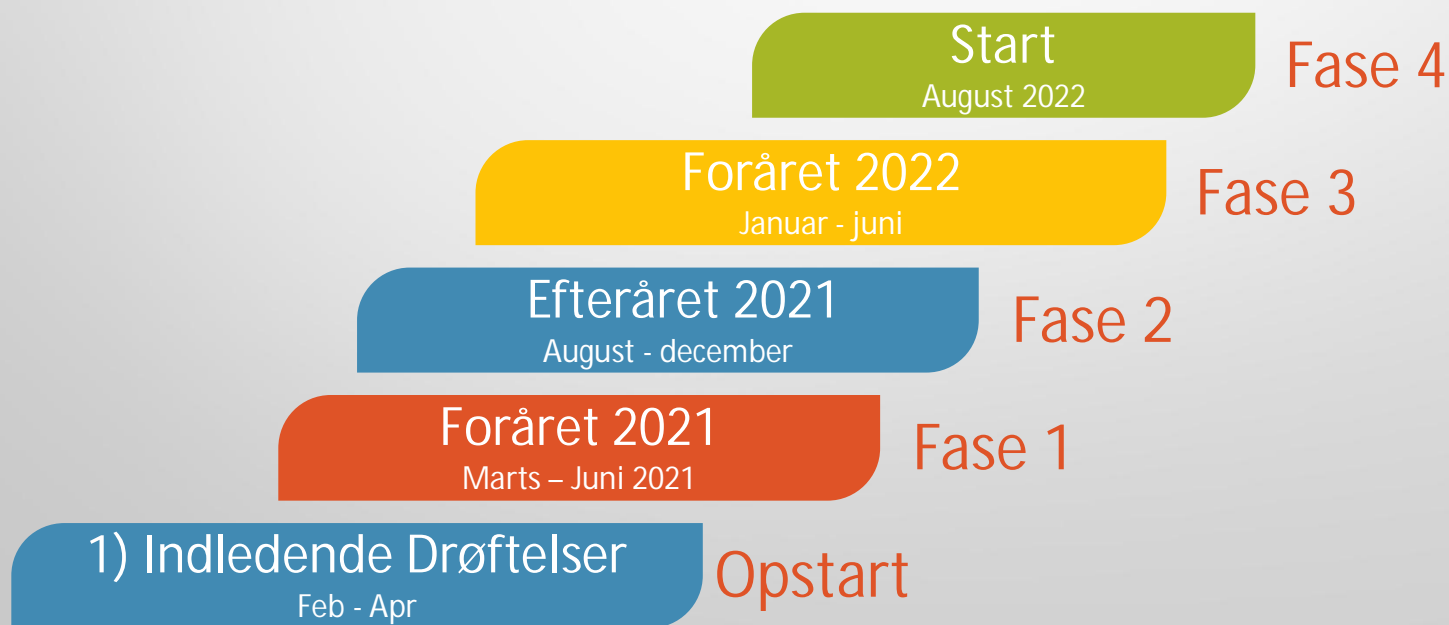 Start
August 2022
Fase 4
Foråret 2022
Januar - juni
Fase 3
Efteråret 2021
August - december
Fase 2
Foråret 2021
Marts – Juni 2021
Fase 1
1) Indledende Drøftelser
Feb - Apr
Opstart